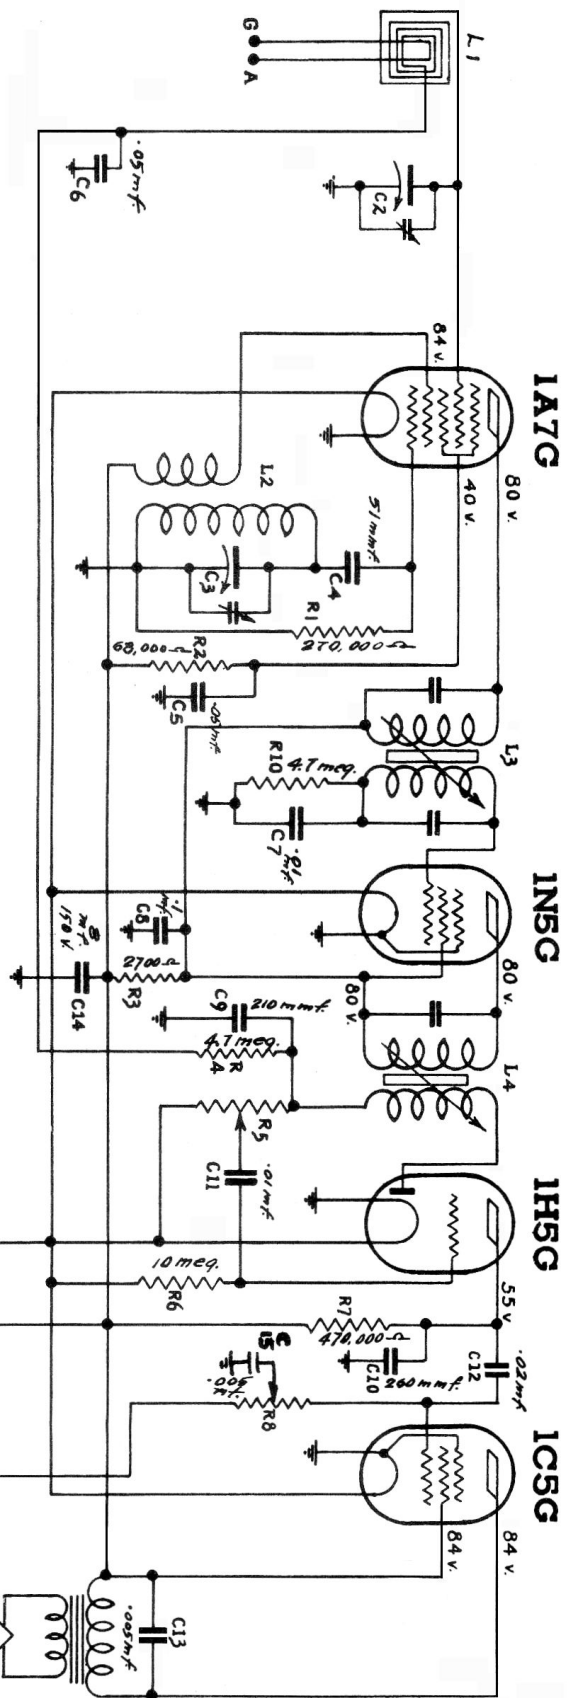 L1
G
A
.05 mf.
C6
C2
1A7G
84 v.
80 v.
40 v.
L2
51 mmf.
C4
C3
R1
270,000 Ω
R2
68,000 Ω
C5
.05 mf.
L3
R10
4.7 meg.
C7
.01
mf.
1N5G
80 v.
80 v.
.1
mf.
C8
8
mf.
150 V.
C14
2700 Ω
R3
C9
210 mmf.
R
4
4.7 meg.
L4
R5
C11
.01 mf.
1H5G
55 v
10 meg.
R6
R7
470,000 Ω
C10
260 mmf.
C12
.02 mf
C
15
.005
mf.
R8
1C5G
84 v.
84 v.
C13
.005 mf.